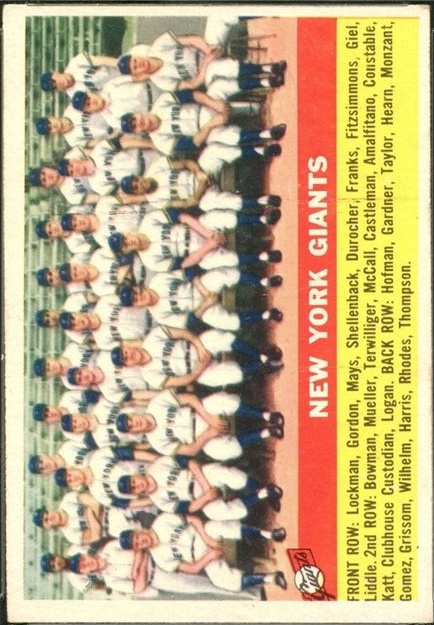 NEW YORK GIANTS
Giants
FRONT ROW: Lockman, Gordon, Mays, Shellenback, Durocher, Franks, Fitzsimmons, Giel,
Liddle. 2nd ROW: Bowman, Mueller, Terwilliger, McCall, Castleman, Amalfitano, Constable,
Katt, Clubhouse Custodian, Logan. BACK ROW: Hofman, Gardner, Taylor, Hearn, Monzant,
Gomez, Grissom, Wilhelm, Harris, Rhodes, Thompson.